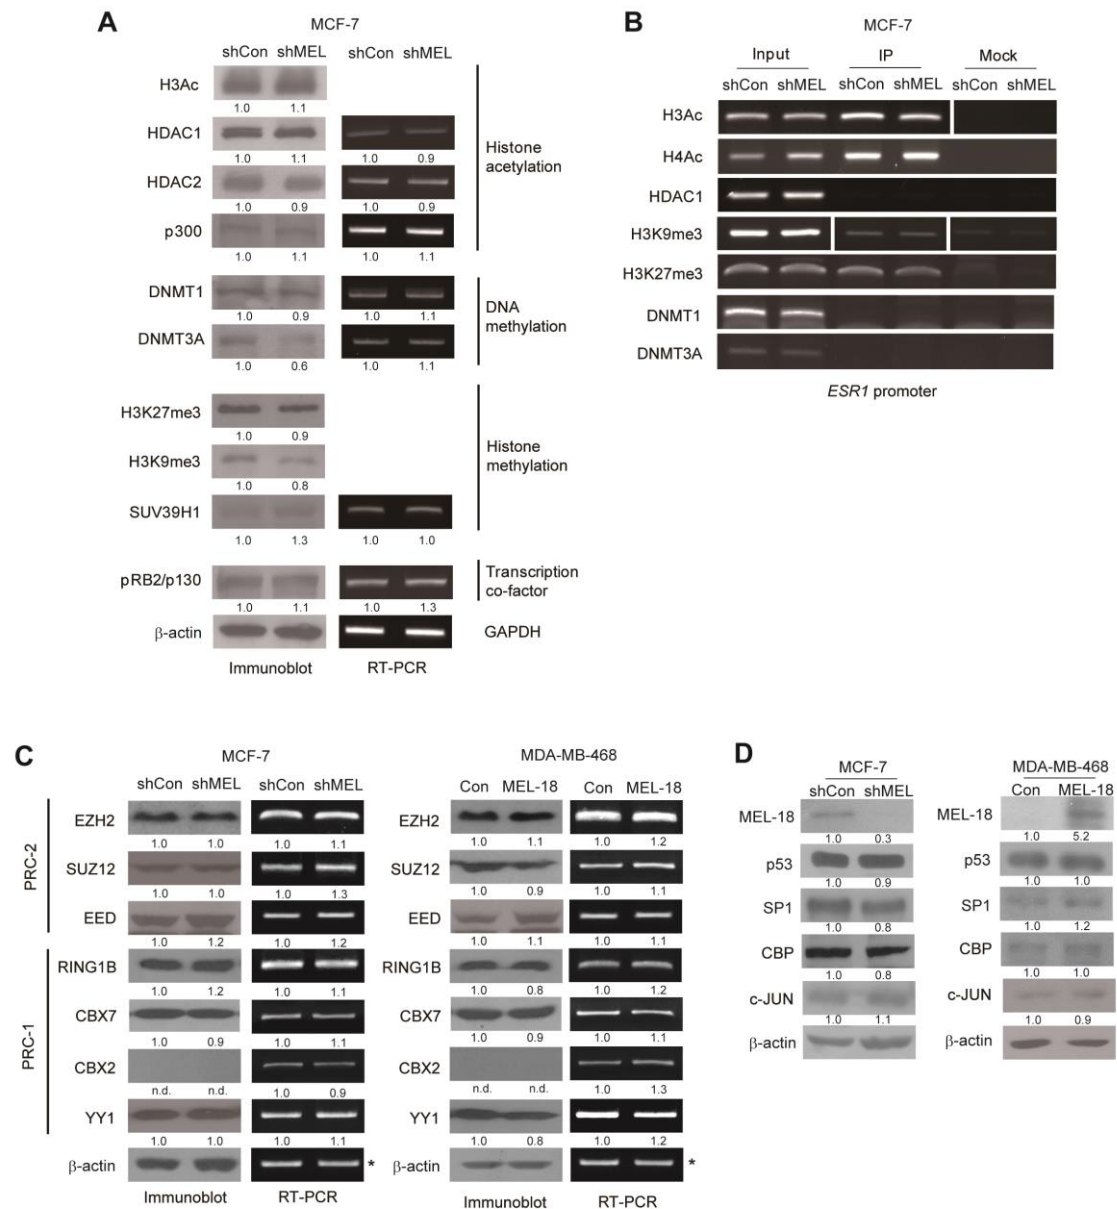 A
MCF-7
shCon shMEL shCon shMEL
H3Ac
1.0 1.1
HDAC1
1.0 1.1 1.0 0.9
HDAC2
1.0 0.9 1.0 0.9
p300
1.0 1.1 1.0 1.1
Histone
acetylation
DNMT1
1.0 0.9 1.0 1.1
DNMT3A
1.0 0.6 1.0 1.1
DNA
methylation
H3K27me3
1.0 0.9
H3K9me3
1.0 0.8
SUV39H1
1.0 1.3 1.0 1.0
Histone
methylation
pRB2/p130
1.0 1.1 1.0 1.3
Transcription
co-factor
β-actin GAPDH
Immunoblot RT-PCR
B
MCF-7
Input IP Mock
shCon shMEL shCon shMEL shCon shMEL
H3Ac
H4Ac
HDAC1
H3K9me3
H3K27me3
DNMT1
DNMT3A
ESR1 promoter
C
MCF-7
shCon shMEL shCon shMEL
PRC-2
EZH2
1.0 1.0 1.0 1.1
SUZ12
1.0 1.0 1.0 1.3
EED
1.0 1.2 1.0 1.2
PRC-1
RING1B
1.0 1.2 1.0 1.1
CBX7
1.0 0.9 1.0 1.1
CBX2
n.d. n.d. 1.0 0.9
YY1
1.0 1.0 1.0 1.1
β-actin *
Immunoblot RT-PCR
MDA-MB-468
Con MEL-18 Con MEL-18
EZH2
1.0 1.1 1.0 1.2
SUZ12
1.0 0.9 1.0 1.1
EED
1.0 1.1 1.0 1.1
RING1B
1.0 0.8 1.0 1.2
CBX7
1.0 0.9 1.0 1.1
CBX2
n.d. n.d. 1.0 1.3
YY1
1.0 0.8 1.0 1.2
β-actin *
Immunoblot RT-PCR
D
MCF-7
shCon shMEL
MEL-18
1.0 0.3
p53
1.0 0.9
SP1
1.0 0.8
CBP
1.0 0.8
c-JUN
1.0 1.1
β-actin
MDA-MB-468
Con MEL-18
MEL-18
1.0 5.2
p53
1.0 1.0
SP1
1.0 1.2
CBP
1.0 1.0
c-JUN
1.0 0.9
β-actin